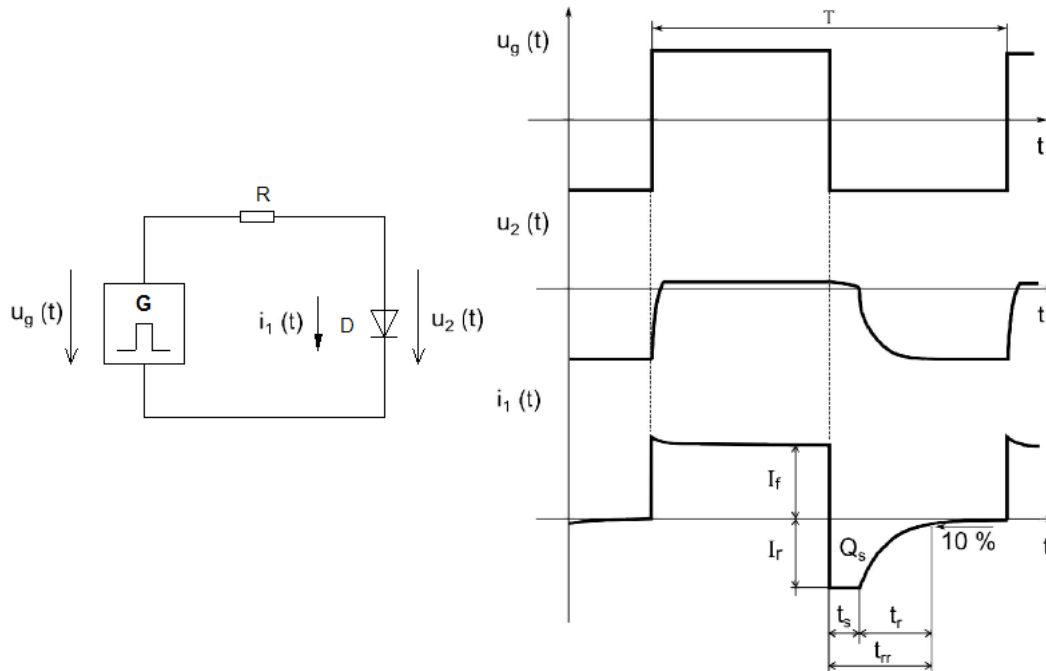 R
G
u_g (t)
i_1 (t)
D
u_2 (t)
u_g (t)
T
t
u_2 (t)
t
i_1 (t)
I_f
I_r
Q_s
10 %
t
t_s
t_r
t_rr